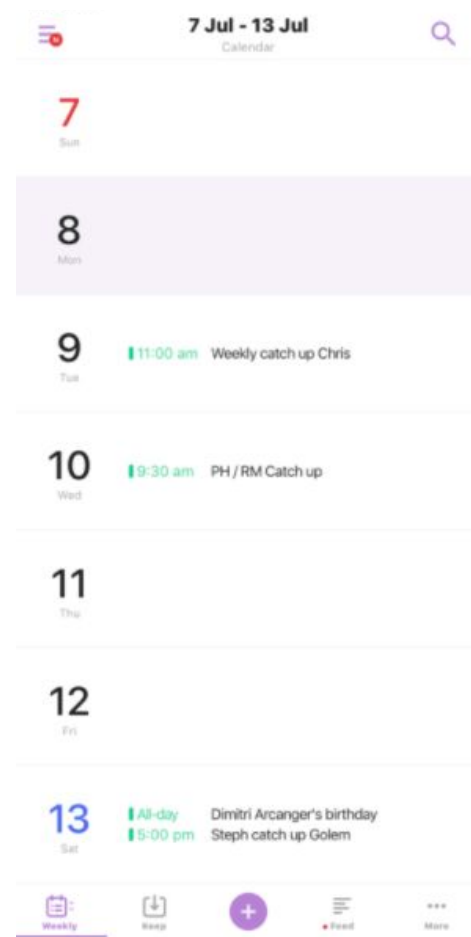 7 Jul - 13 Jul
Calendar
7
Sun
8
Mon
9
Tue
11:00 am Weekly catch up Chris
10
Wed
9:30 am PH / RM Catch up
11
Thu
12
Fri
13
Sat
All-day Dimitri Arcanger's birthday
5:00 pm Steph catch up Golem
Weekly Keep Feed More